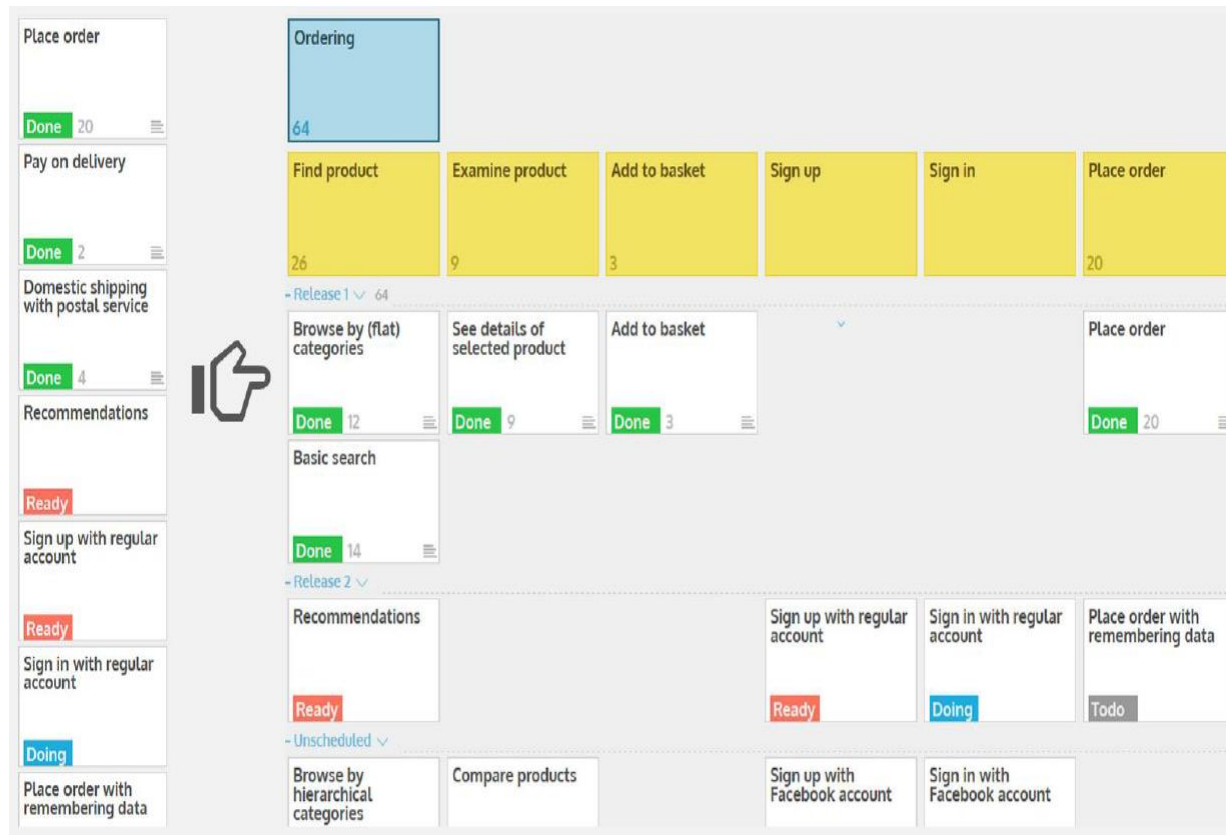 Place order
Done 20
Pay on delivery
Done 2
Domestic shipping
with postal service
Done 4
Recommendations
Ready
Sign up with regular
account
Ready
Sign in with regular
account
Doing
Place order with
remembering data
Ordering
64
Find product
26
Examine product
9
Add to basket
3
Sign up
Sign in
Place order
20
- Release 1 64
Browse by (flat)
categories
Done 12
See details of
selected product
Done 9
Add to basket
Done 3
Place order
Done 20
Basic search
Done 14
- Release 2
Recommendations
Ready
Sign up with regular
account
Ready
Sign in with regular
account
Doing
Place order with
remembering data
Todo
- Unscheduled
Browse by
hierarchical
categories
Compare products
Sign up with
Facebook account
Sign in with
Facebook account